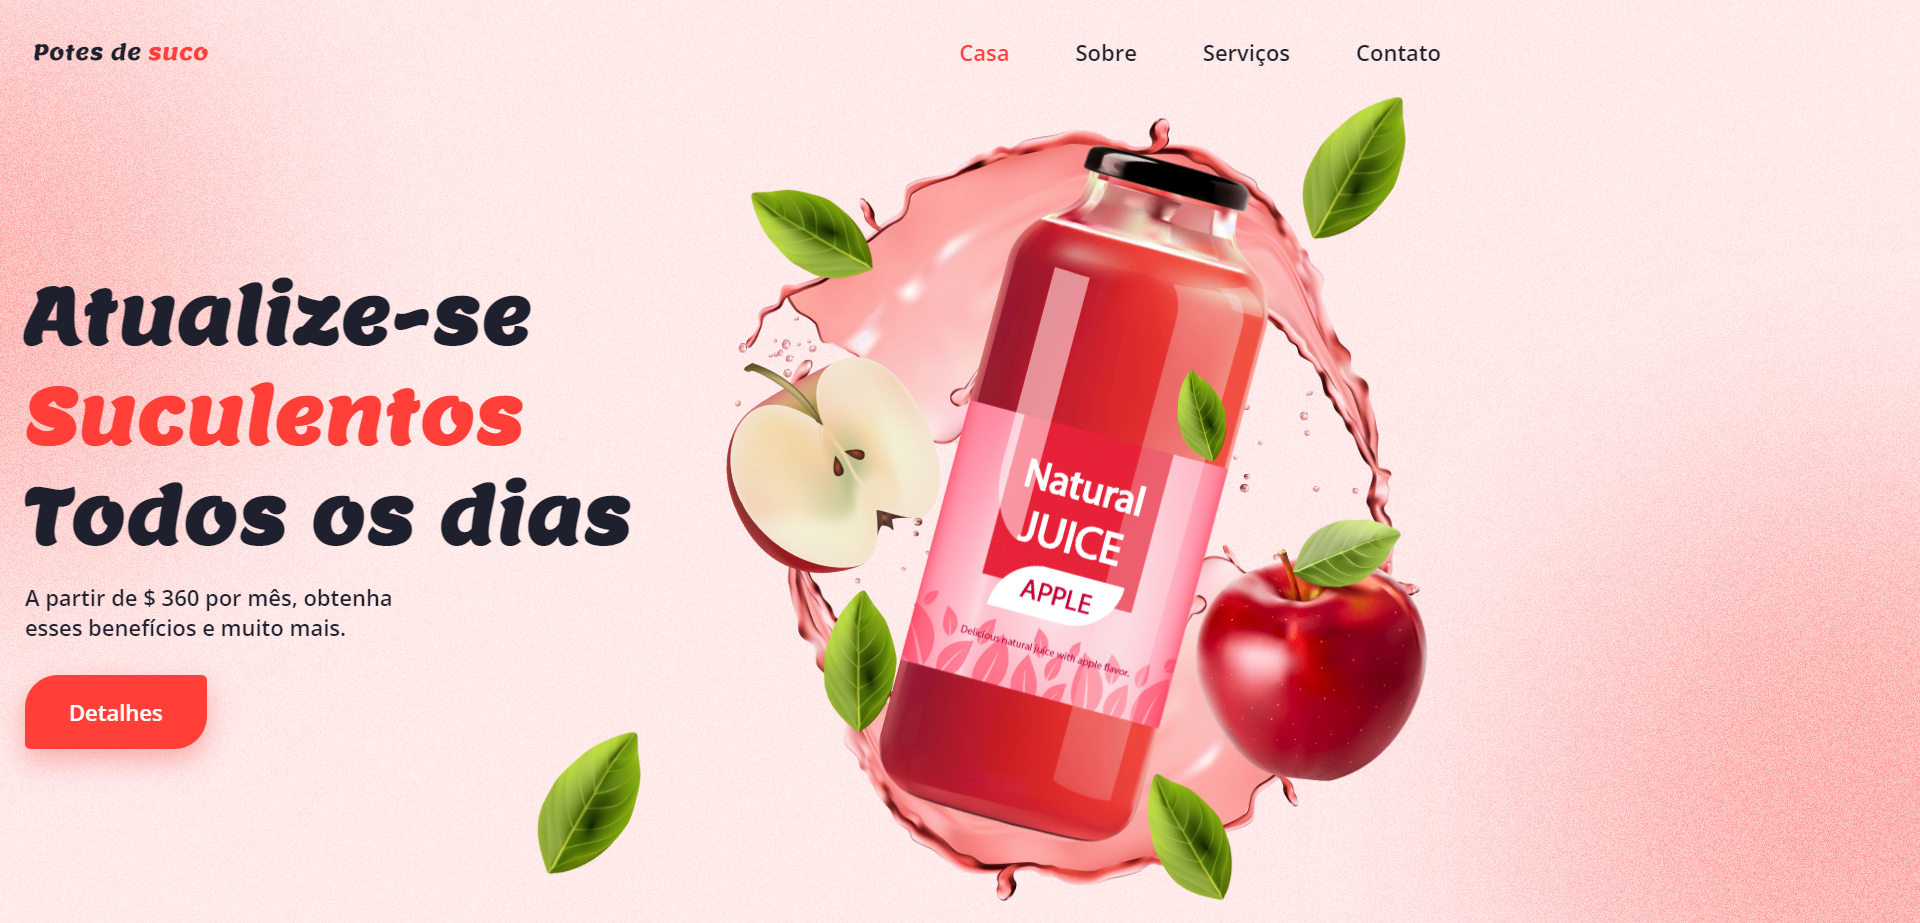 Potes de suco
Casa Sobre Serviços Contato
Atualize-se
Suculentos
Todos os dias
A partir de $ 360 por mês, obtenha
esses benefícios e muito mais.
Detalhes
Natural
JUICE
APPLE
Delicious natural juice with apple flavor.